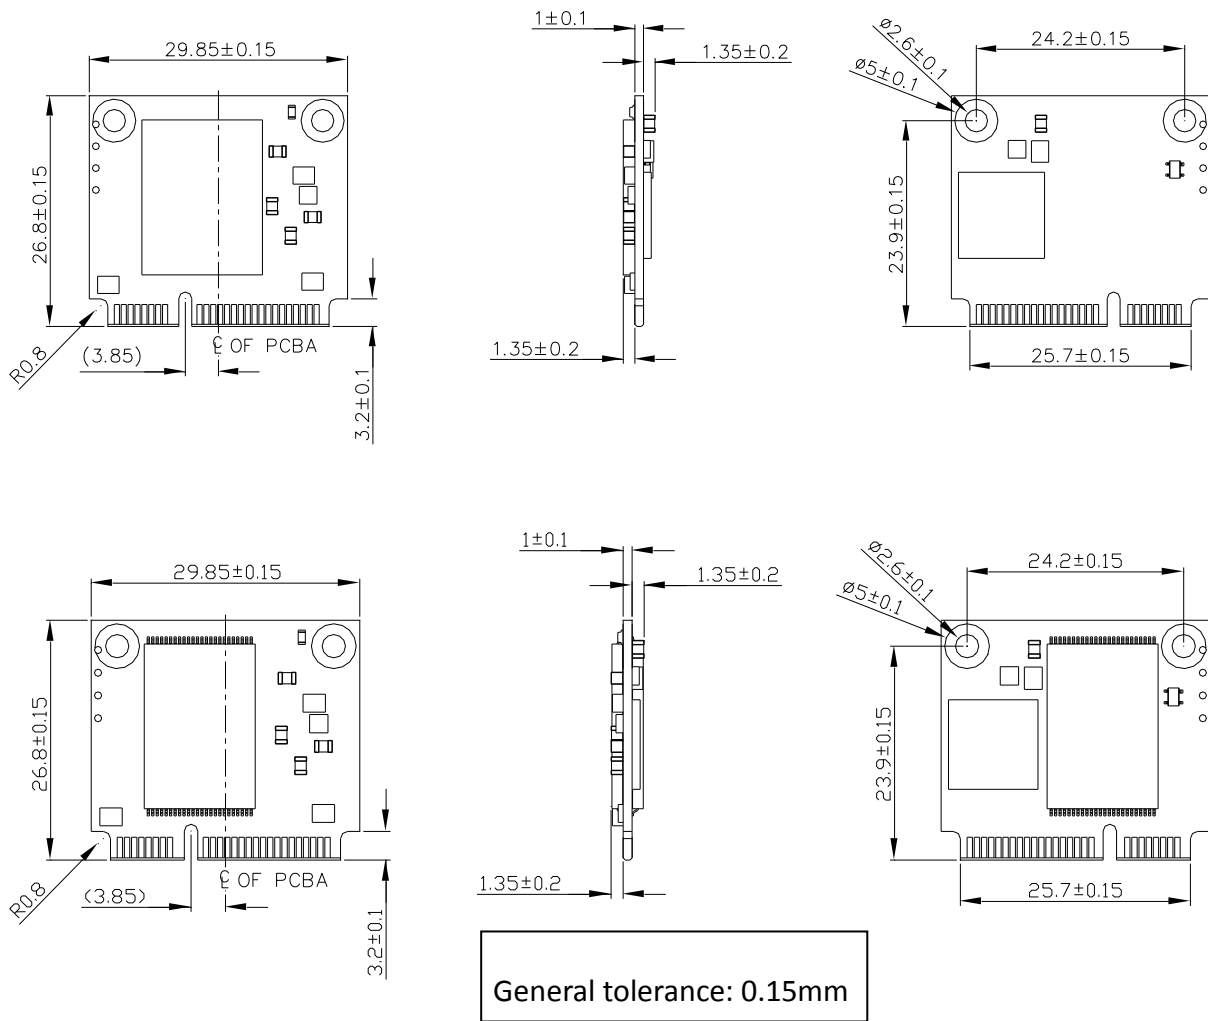 29.85±0.15
26.8±0.15
R0.8
(3.85)
℄ OF PCBA
3.2±0.1
1±0.1
1.35±0.2
1.35±0.2
ø2.6±0.1
ø5±0.1
24.2±0.15
23.9±0.15
25.7±0.15
29.85±0.15
26.8±0.15
R0.8
(3.85)
℄ OF PCBA
3.2±0.1
1±0.1
1.35±0.2
1.35±0.2
ø2.6±0.1
ø5±0.1
24.2±0.15
23.9±0.15
25.7±0.15
General tolerance: 0.15mm